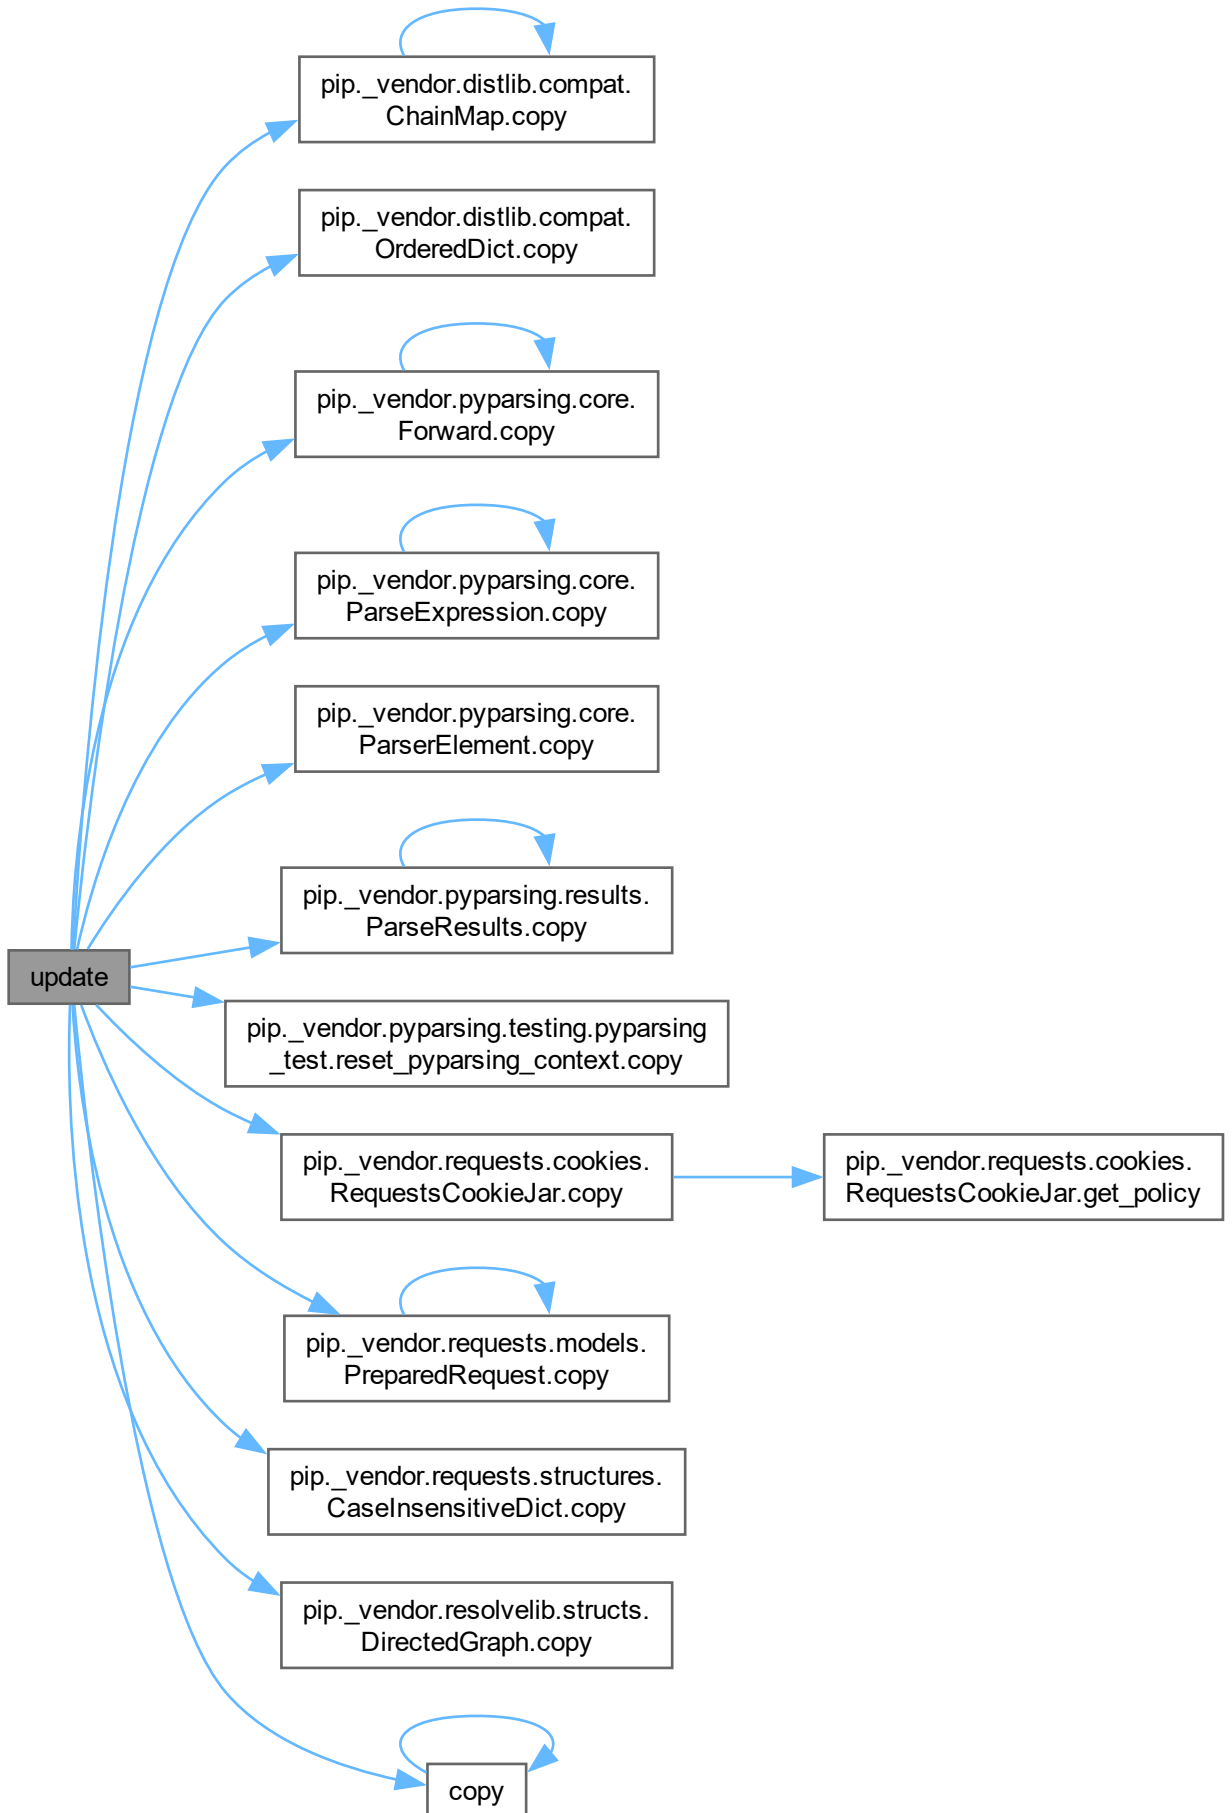 pip._vendor.distlib.compat.
ChainMap.copy
pip._vendor.distlib.compat.
OrderedDict.copy
pip._vendor.pyparsing.core.
Forward.copy
pip._vendor.pyparsing.core.
ParseExpression.copy
pip._vendor.pyparsing.core.
ParserElement.copy
pip._vendor.pyparsing.results.
ParseResults.copy
update
pip._vendor.pyparsing.testing.pyparsing
_test.reset_pyparsing_context.copy
pip._vendor.requests.cookies.
RequestsCookieJar.copy
pip._vendor.requests.cookies.
RequestsCookieJar.get_policy
pip._vendor.requests.models.
PreparedRequest.copy
pip._vendor.requests.structures.
CaseInsensitiveDict.copy
pip._vendor.resolvelib.structs.
DirectedGraph.copy
copy